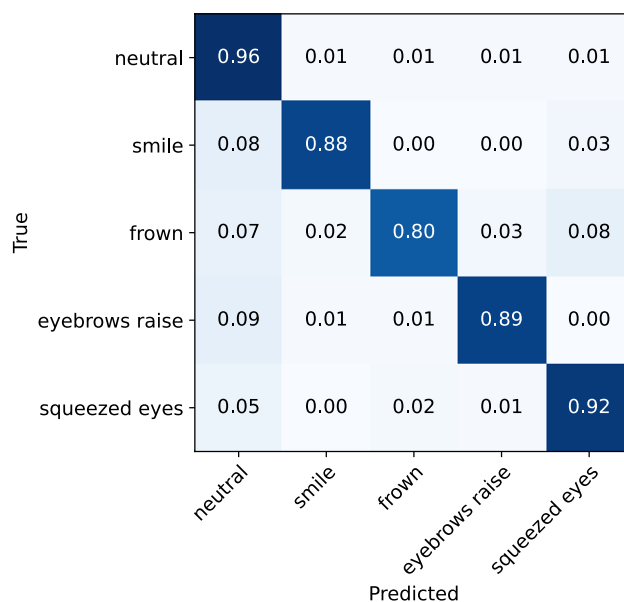 neutral 0.96 0.01 0.01 0.01 0.01
smile 0.08 0.88 0.00 0.00 0.03
frown 0.07 0.02 0.80 0.03 0.08
eyebrows raise 0.09 0.01 0.01 0.89 0.00
squeezed eyes 0.05 0.00 0.02 0.01 0.92
True
neutral smile frown eyebrows raise squeezed eyes
Predicted